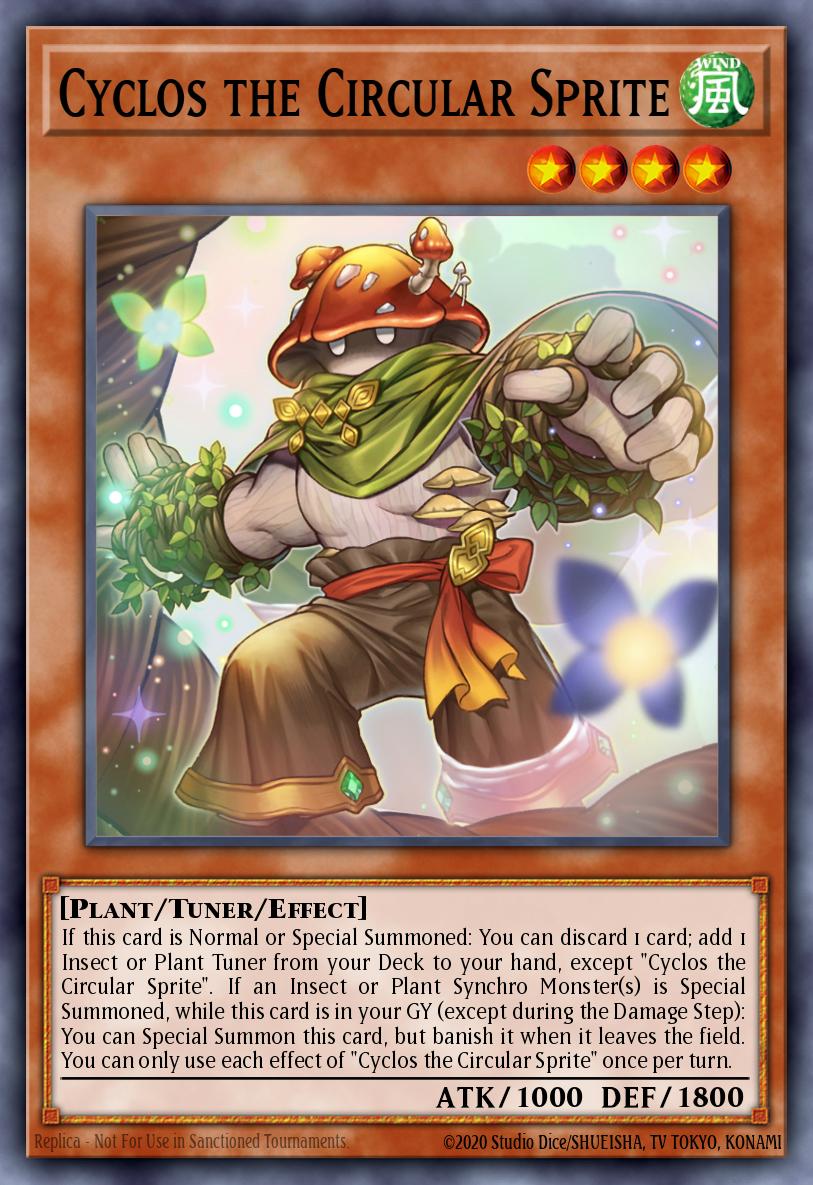 Cyclos the Circular Sprite
WIND
風
[Plant/Tuner/Effect]
If this card is Normal or Special Summoned: You can discard 1 card; add 1
Insect or Plant Tuner from your Deck to your hand, except "Cyclos the
Circular Sprite". If an Insect or Plant Synchro Monster(s) is Special
Summoned, while this card is in your GY (except during the Damage Step):
You can Special Summon this card, but banish it when it leaves the field.
You can only use each effect of "Cyclos the Circular Sprite" once per turn.
ATK/1000 DEF/1800
Replica - Not For Use in Sanctioned Tournaments.
©2020 Studio Dice/SHUEISHA, TV TOKYO, KONAMI